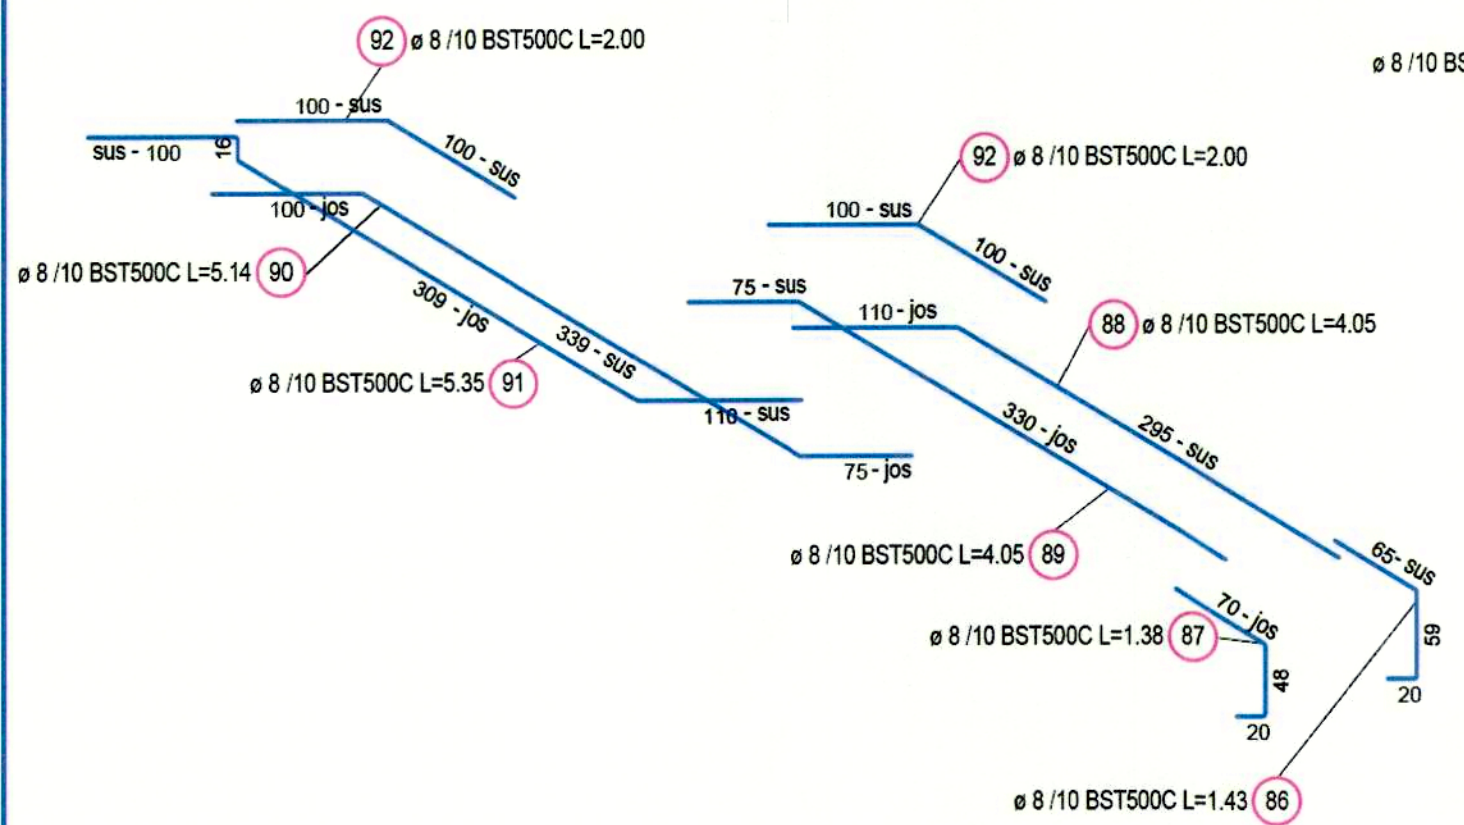 92 ø 8 /10 BST500C L=2.00
ø 8 /10 BS
100 - sus
100 - sus
sus - 100
16
92 ø 8 /10 BST500C L=2.00
100 - jos
100 - sus
100 - sus
ø 8 /10 BST500C L=5.14 90
75 - sus
309 - jos
110 - jos
88 ø 8 /10 BST500C L=4.05
339 - sus
ø 8 /10 BST500C L=5.35 91
110 - sus
330 - jos
295 - sus
75 - jos
ø 8 /10 BST500C L=4.05 89
65- sus
70 - jos
ø 8 /10 BST500C L=1.38 87
59
48
20
20
ø 8 /10 BST500C L=1.43 86